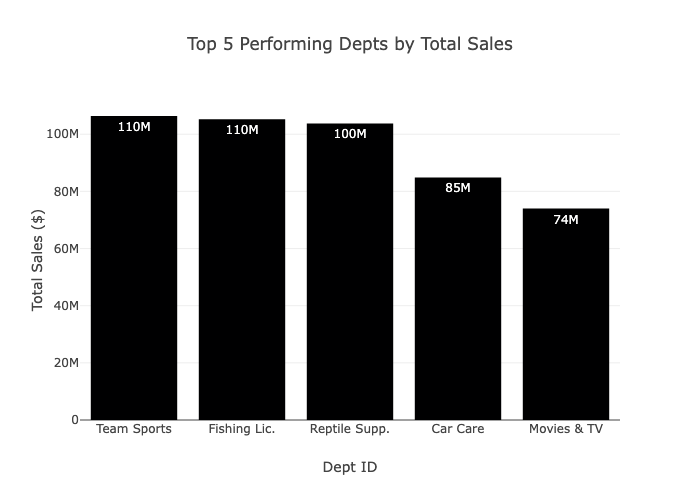 Top 5 Performing Depts by Total Sales
Total Sales ($)
100M
80M
60M
40M
20M
0
110M
110M
100M
85M
74M
Team Sports
Fishing Lic.
Reptile Supp.
Car Care
Movies & TV
Dept ID